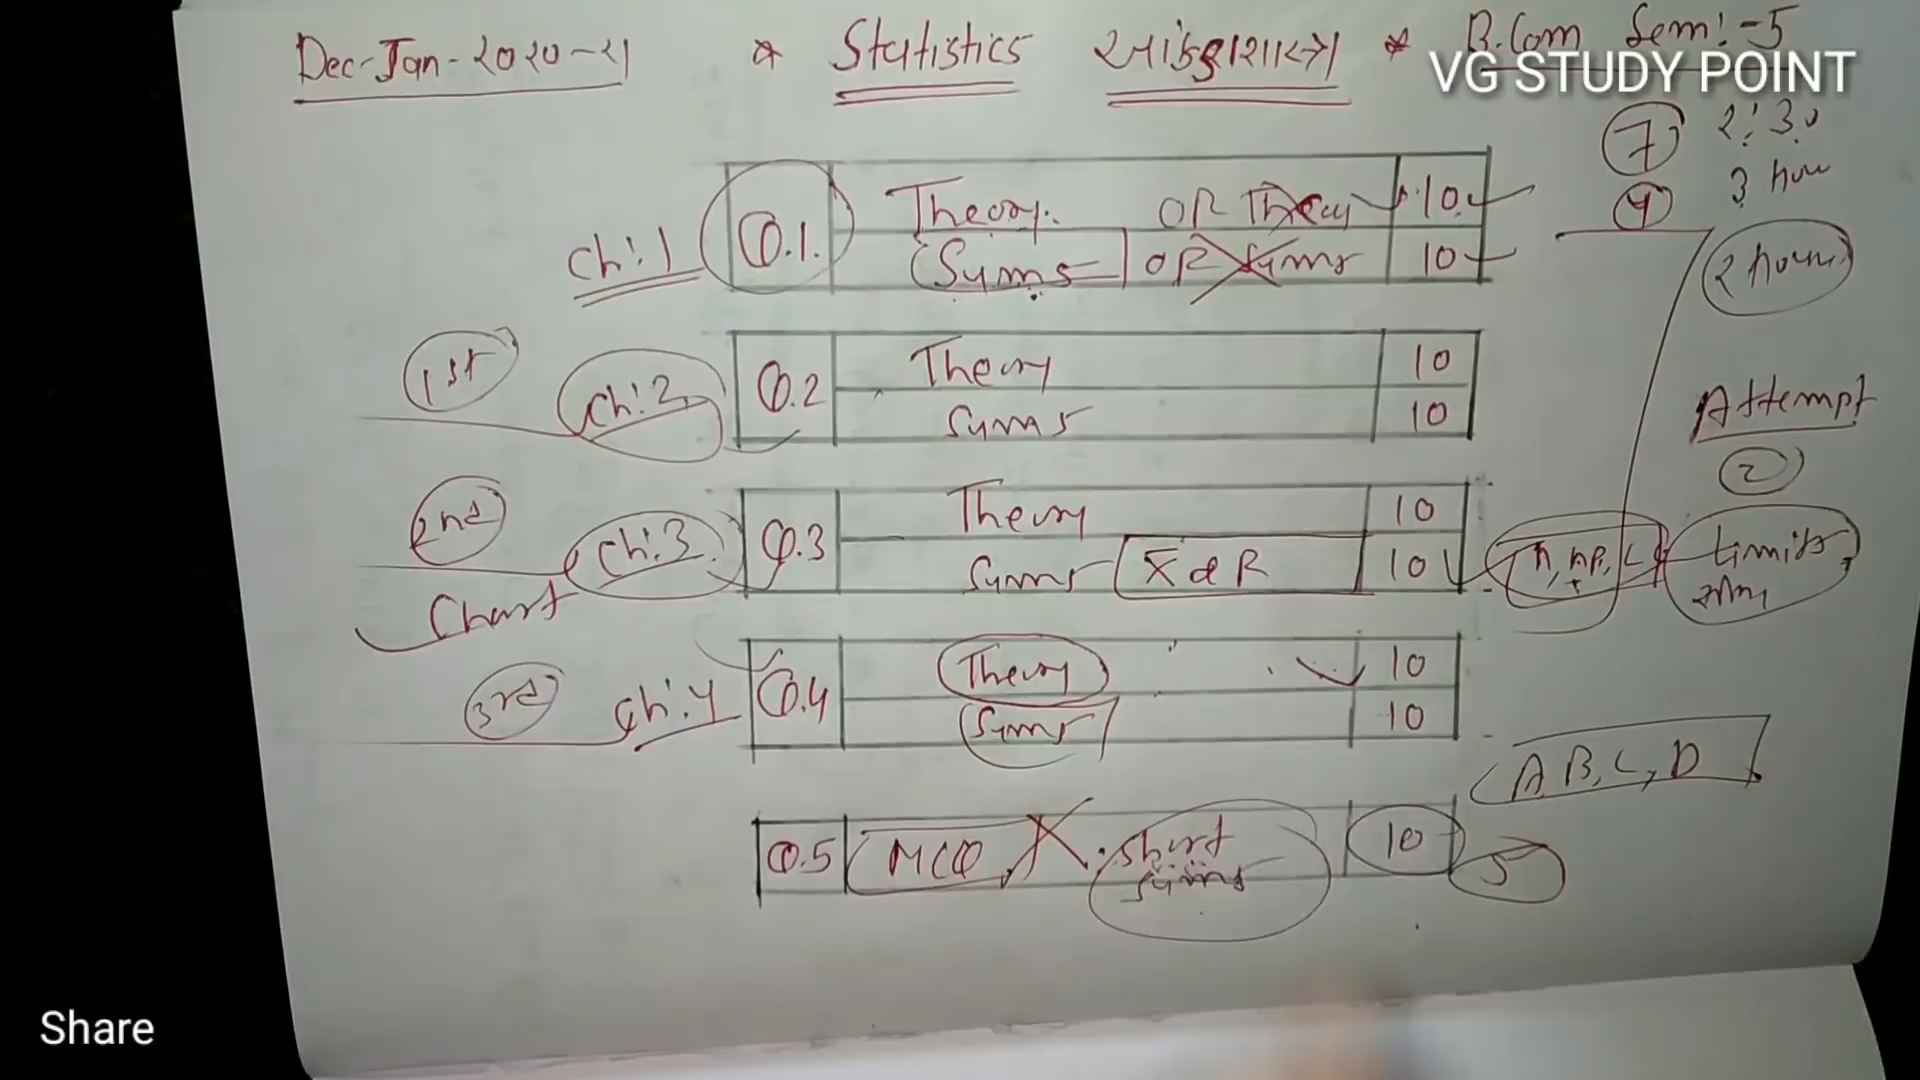 Dec-Jan-2020-21 * Statistics આંકડાશાસ્ત્ર * B.Com Sem:-5
VG STUDY POINT
7 2:30
3 hour
4
2 hours
Ch:1 Q.1. Theory. OR Theory 10
Sums OR Sums 10
1st Ch:2 Q.2 Theory 10
Sums 10
Attempt
2
2nd Ch:3 Q.3 Theory 10
Chart Sums X̄ & R 10
Limits
3rd Ch:4 Q.4 Theory 10
Sums 10
A, B, C, D
Q.5 MCQ short 10 5
sums
Share